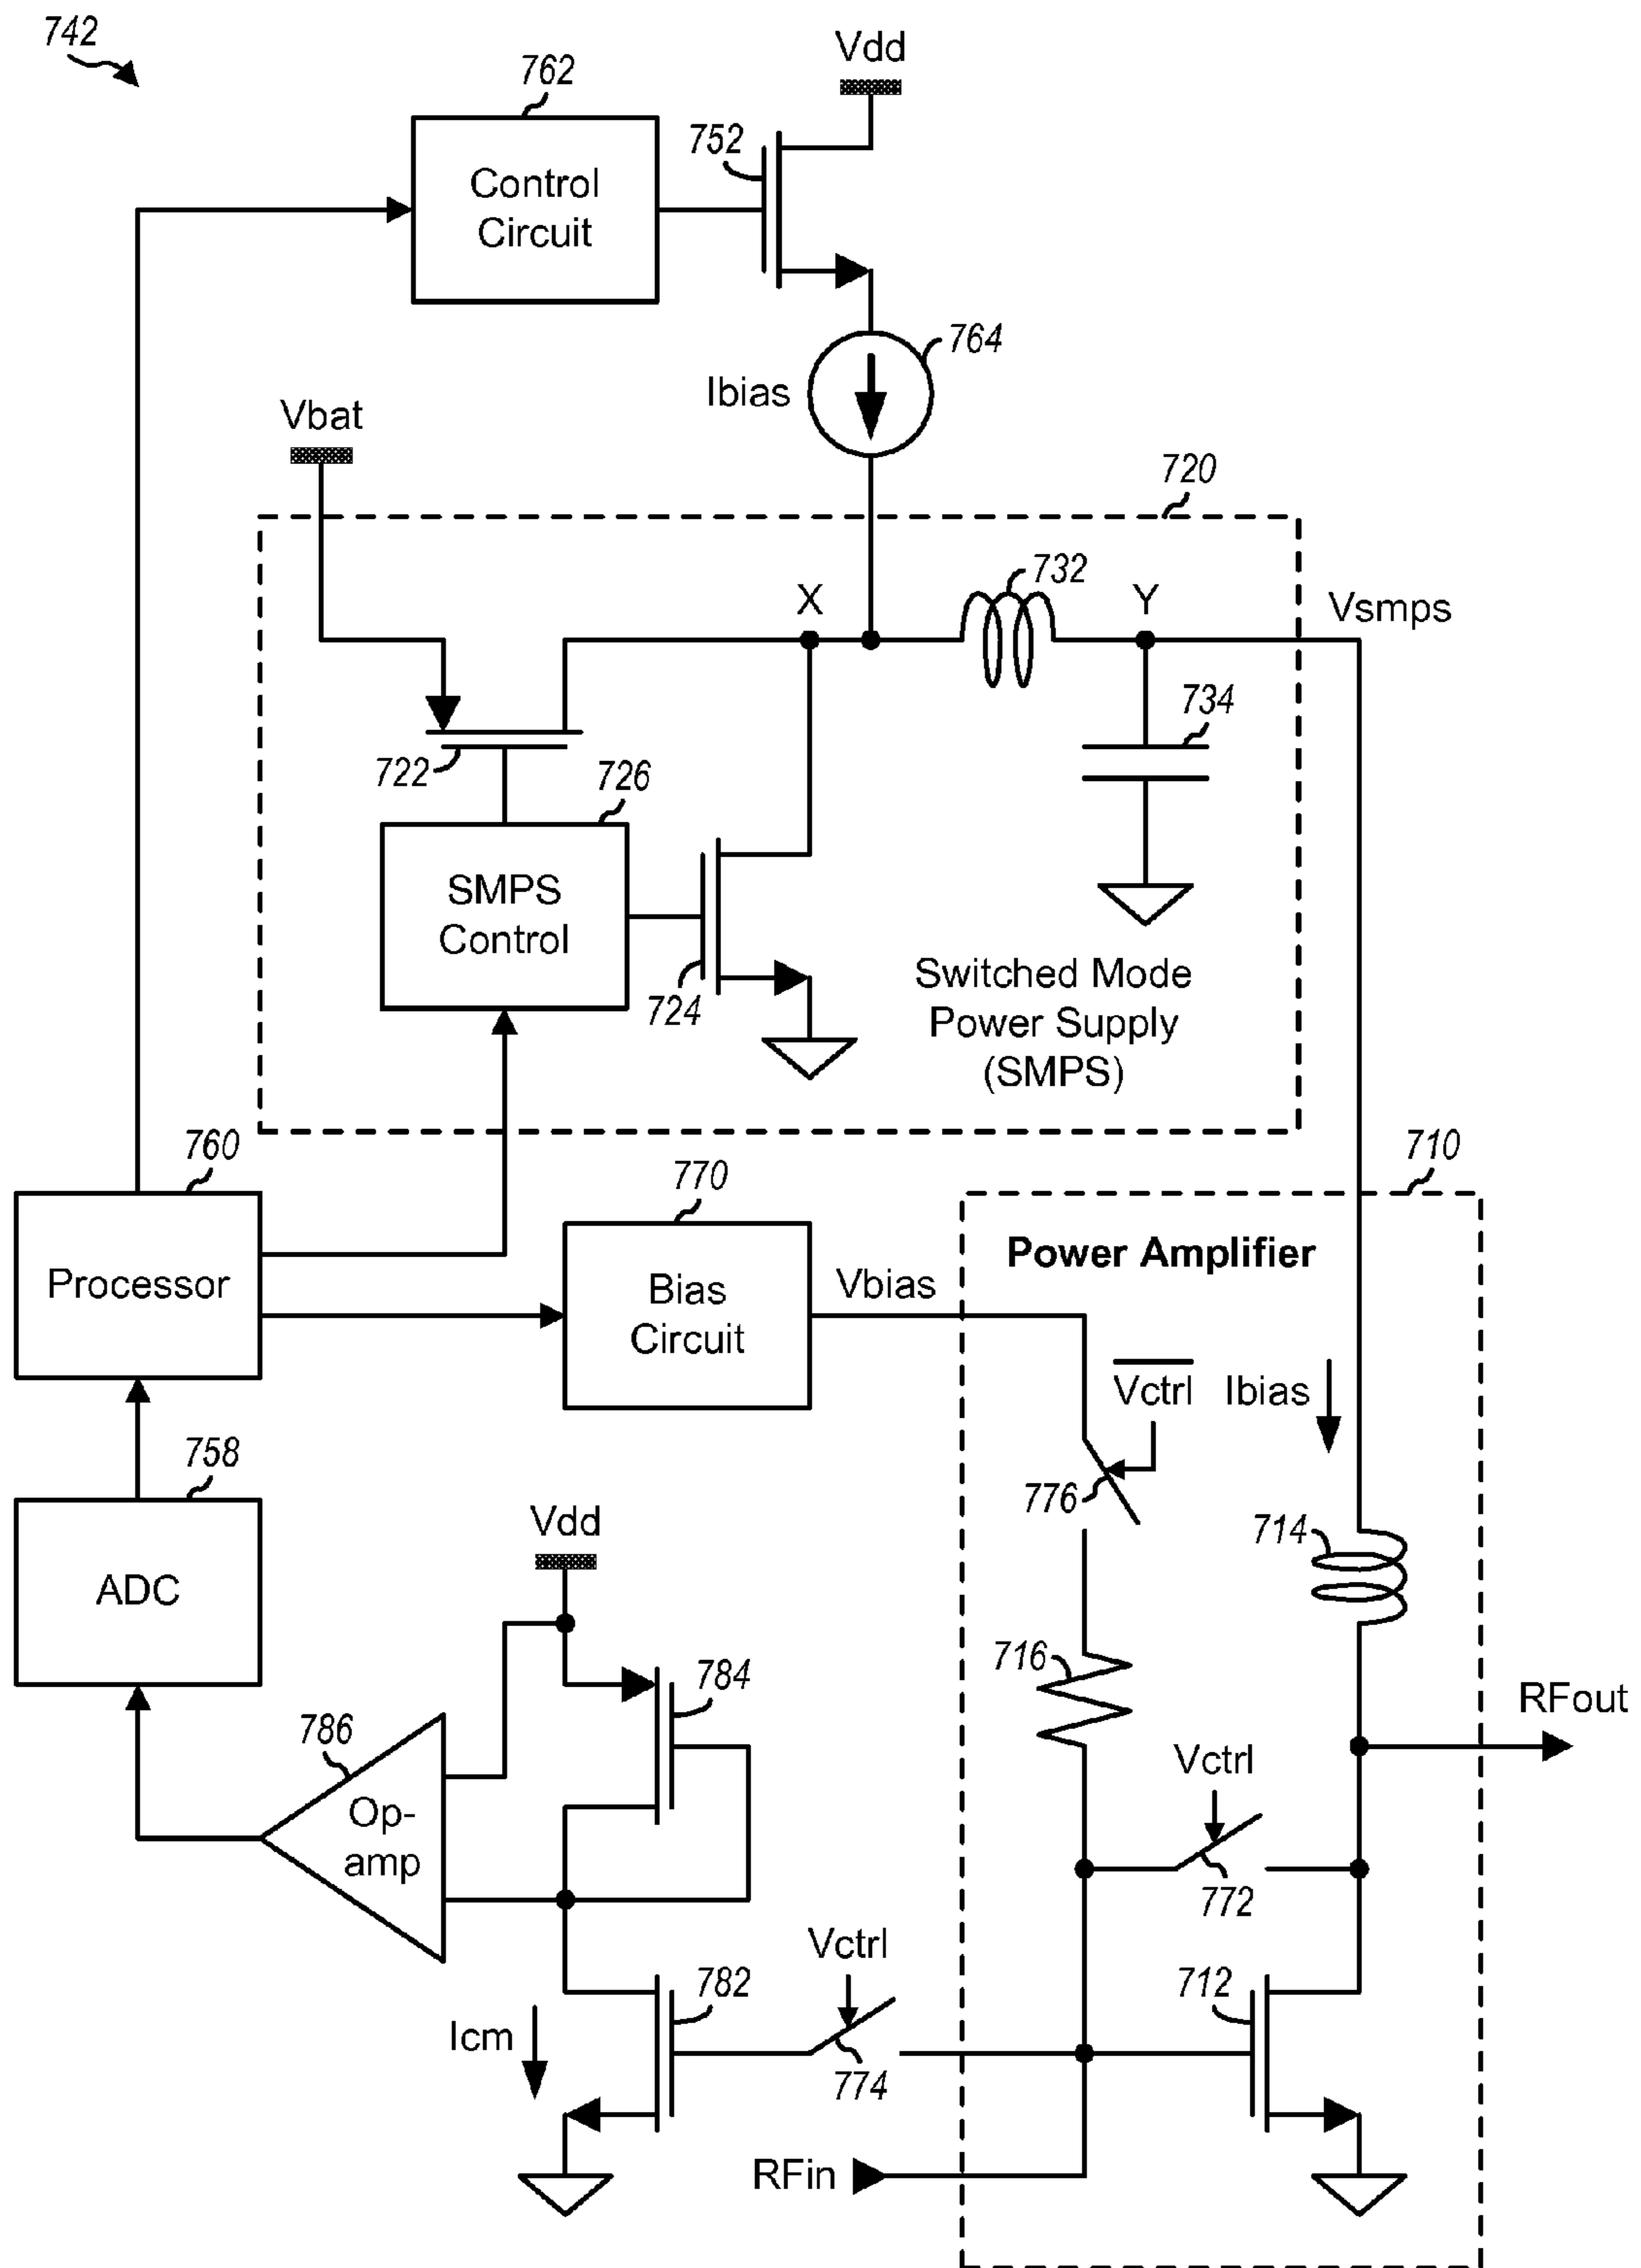 742
762
Vdd
752
Control
Circuit
764
Ibias
Vbat
720
732
X
Y
Vsmps
734
722
726
SMPS
Control
724
Switched Mode
Power Supply
(SMPS)
760
770
710
Processor
Bias
Circuit
Vbias
Power Amplifier
Vctrl
Ibias
776
758
ADC
Vdd
714
716
784
RFout
786
Op-
amp
Vctrl
772
Vctrl
782
712
Icm
774
RFin